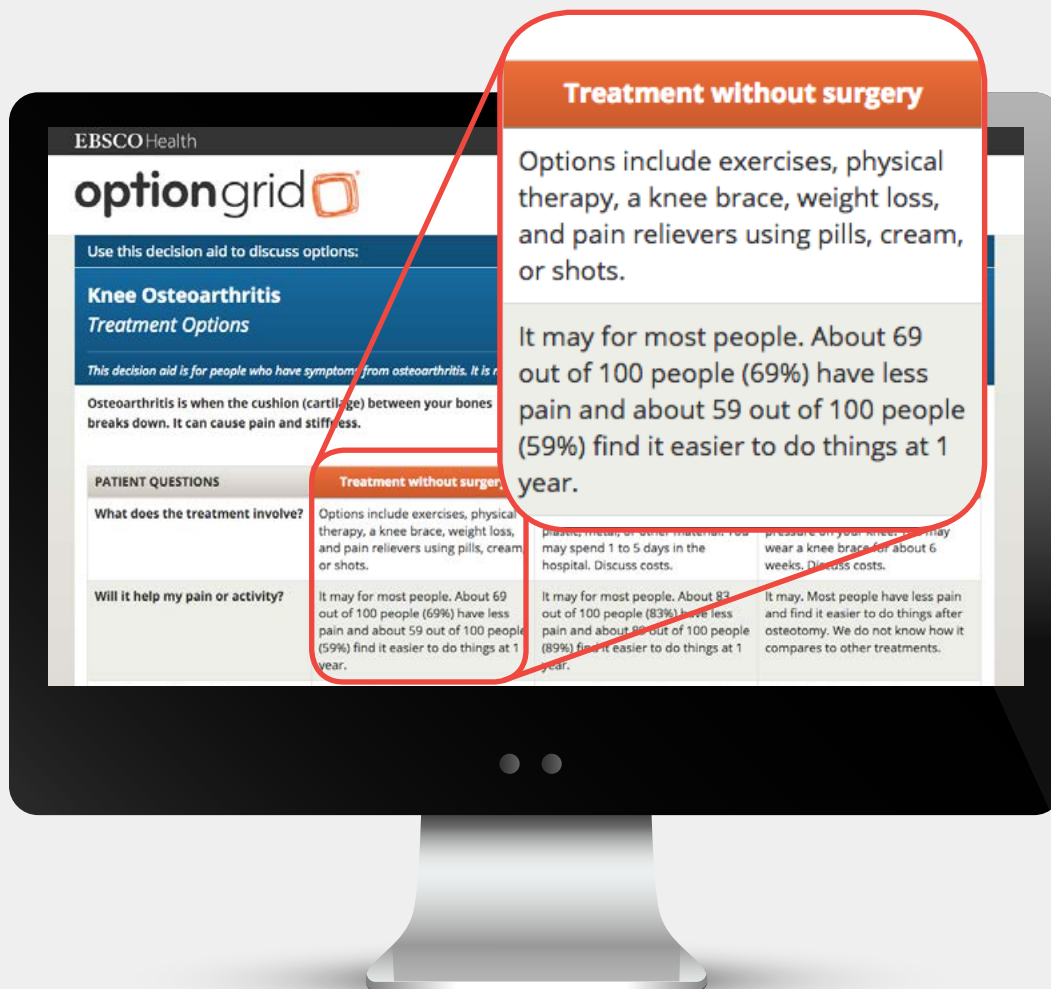 EBSCO Health
optiongrid
Use this decision aid to discuss options:
Knee Osteoarthritis
Treatment Options
This decision aid is for people who have symptoms from osteoarthritis. It is
Osteoarthritis is when the cushion (cartilage) between your bones
breaks down. It can cause pain and stiffness.
Treatment without surgery
Options include exercises, physical
therapy, a knee brace, weight loss,
and pain relievers using pills, cream,
or shots.
It may for most people. About 69
out of 100 people (69%) have less
pain and about 59 out of 100 people
(59%) find it easier to do things at 1
year.
PATIENT QUESTIONS
Treatment without surgery
What does the treatment involve?
Options include exercises, physical
therapy, a knee brace, weight loss,
and pain relievers using pills, cream,
or shots.
plastic, metal, or other material. You
may spend 1 to 5 days in the
hospital. Discuss costs.
pressure on your knee. You may
wear a knee brace for about 6
weeks. Discuss costs.
Will it help my pain or activity?
It may for most people. About 69
out of 100 people (69%) have less
pain and about 59 out of 100 people
(59%) find it easier to do things at 1
year.
It may for most people. About 83
out of 100 people (83%) have less
pain and about 89 out of 100 people
(89%) find it easier to do things at 1
year.
It may. Most people have less pain
and find it easier to do things after
osteotomy. We do not know how it
compares to other treatments.